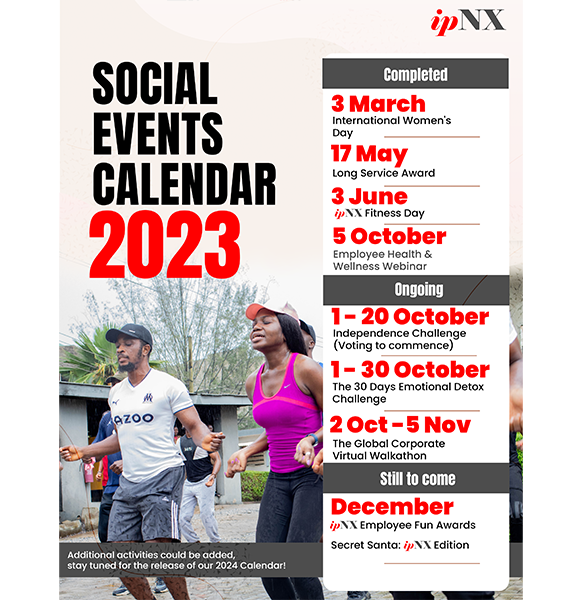 ipNX
SOCIAL
EVENTS
CALENDAR
2023
Completed
3 March
International Women's
Day
17 May
Long Service Award
3 June
ipNX Fitness Day
5 October
Employee Health &
Wellness Webinar
Ongoing
1 – 20 October
Independence Challenge
(Voting to commence)
1 – 30 October
The 30 Days Emotional Detox
Challenge
2 Oct – 5 Nov
The Global Corporate
Virtual Walkathon
Still to come
December
ipNX Employee Fun Awards
Secret Santa: ipNX Edition
AZOO
Additional activities could be added,
stay tuned for the release of our 2024 Calendar!